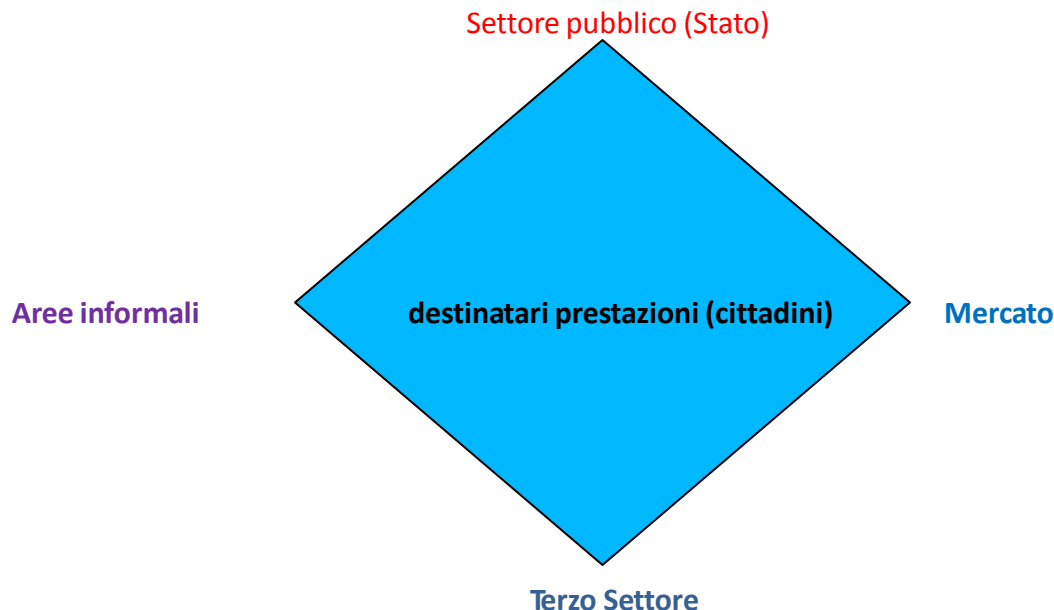 Settore pubblico (Stato)
Aree informali
destinatari prestazioni (cittadini)
Mercato
Terzo Settore